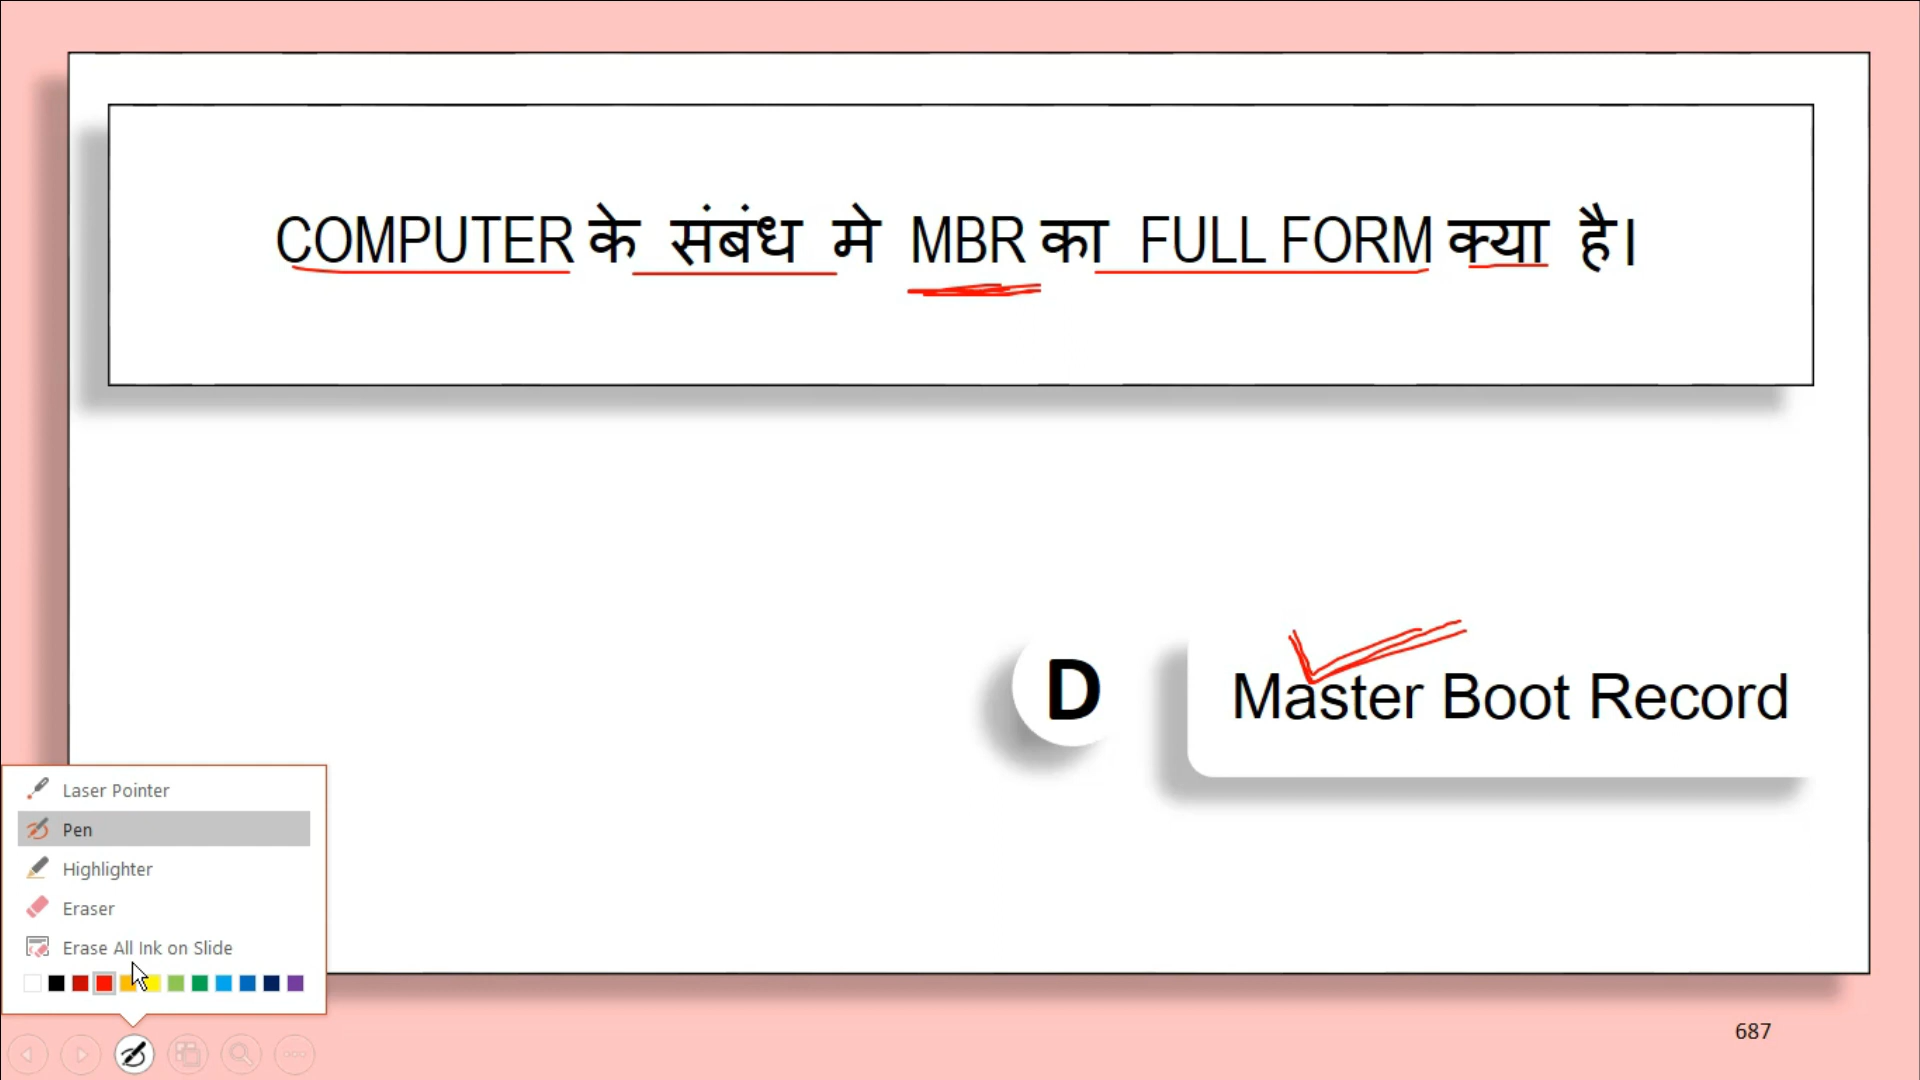 COMPUTER के संबंध मे MBR का FULL FORM क्या है।
D
Master Boot Record
Laser Pointer
Pen
Highlighter
Eraser
Erase All Ink on Slide
687